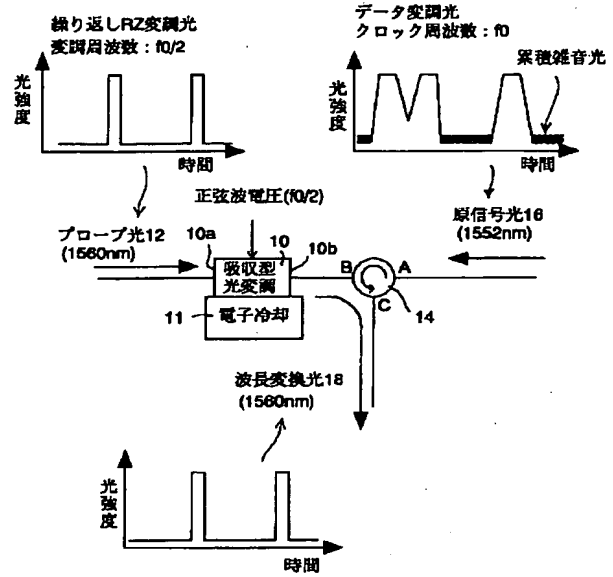 繰り返しRZ変調光
変調周波数：f0/2
光強度
時間
データ変調光
クロック周波数：f0
累積雑音光
光強度
時間
正弦波電圧(f0/2)
プローブ光12
(1560nm)
原信号光16
(1552nm)
10a
10
10b
吸収型
光変調
11
電子冷却
B
A
C
14
波長変換光18
(1560nm)
光強度
時間